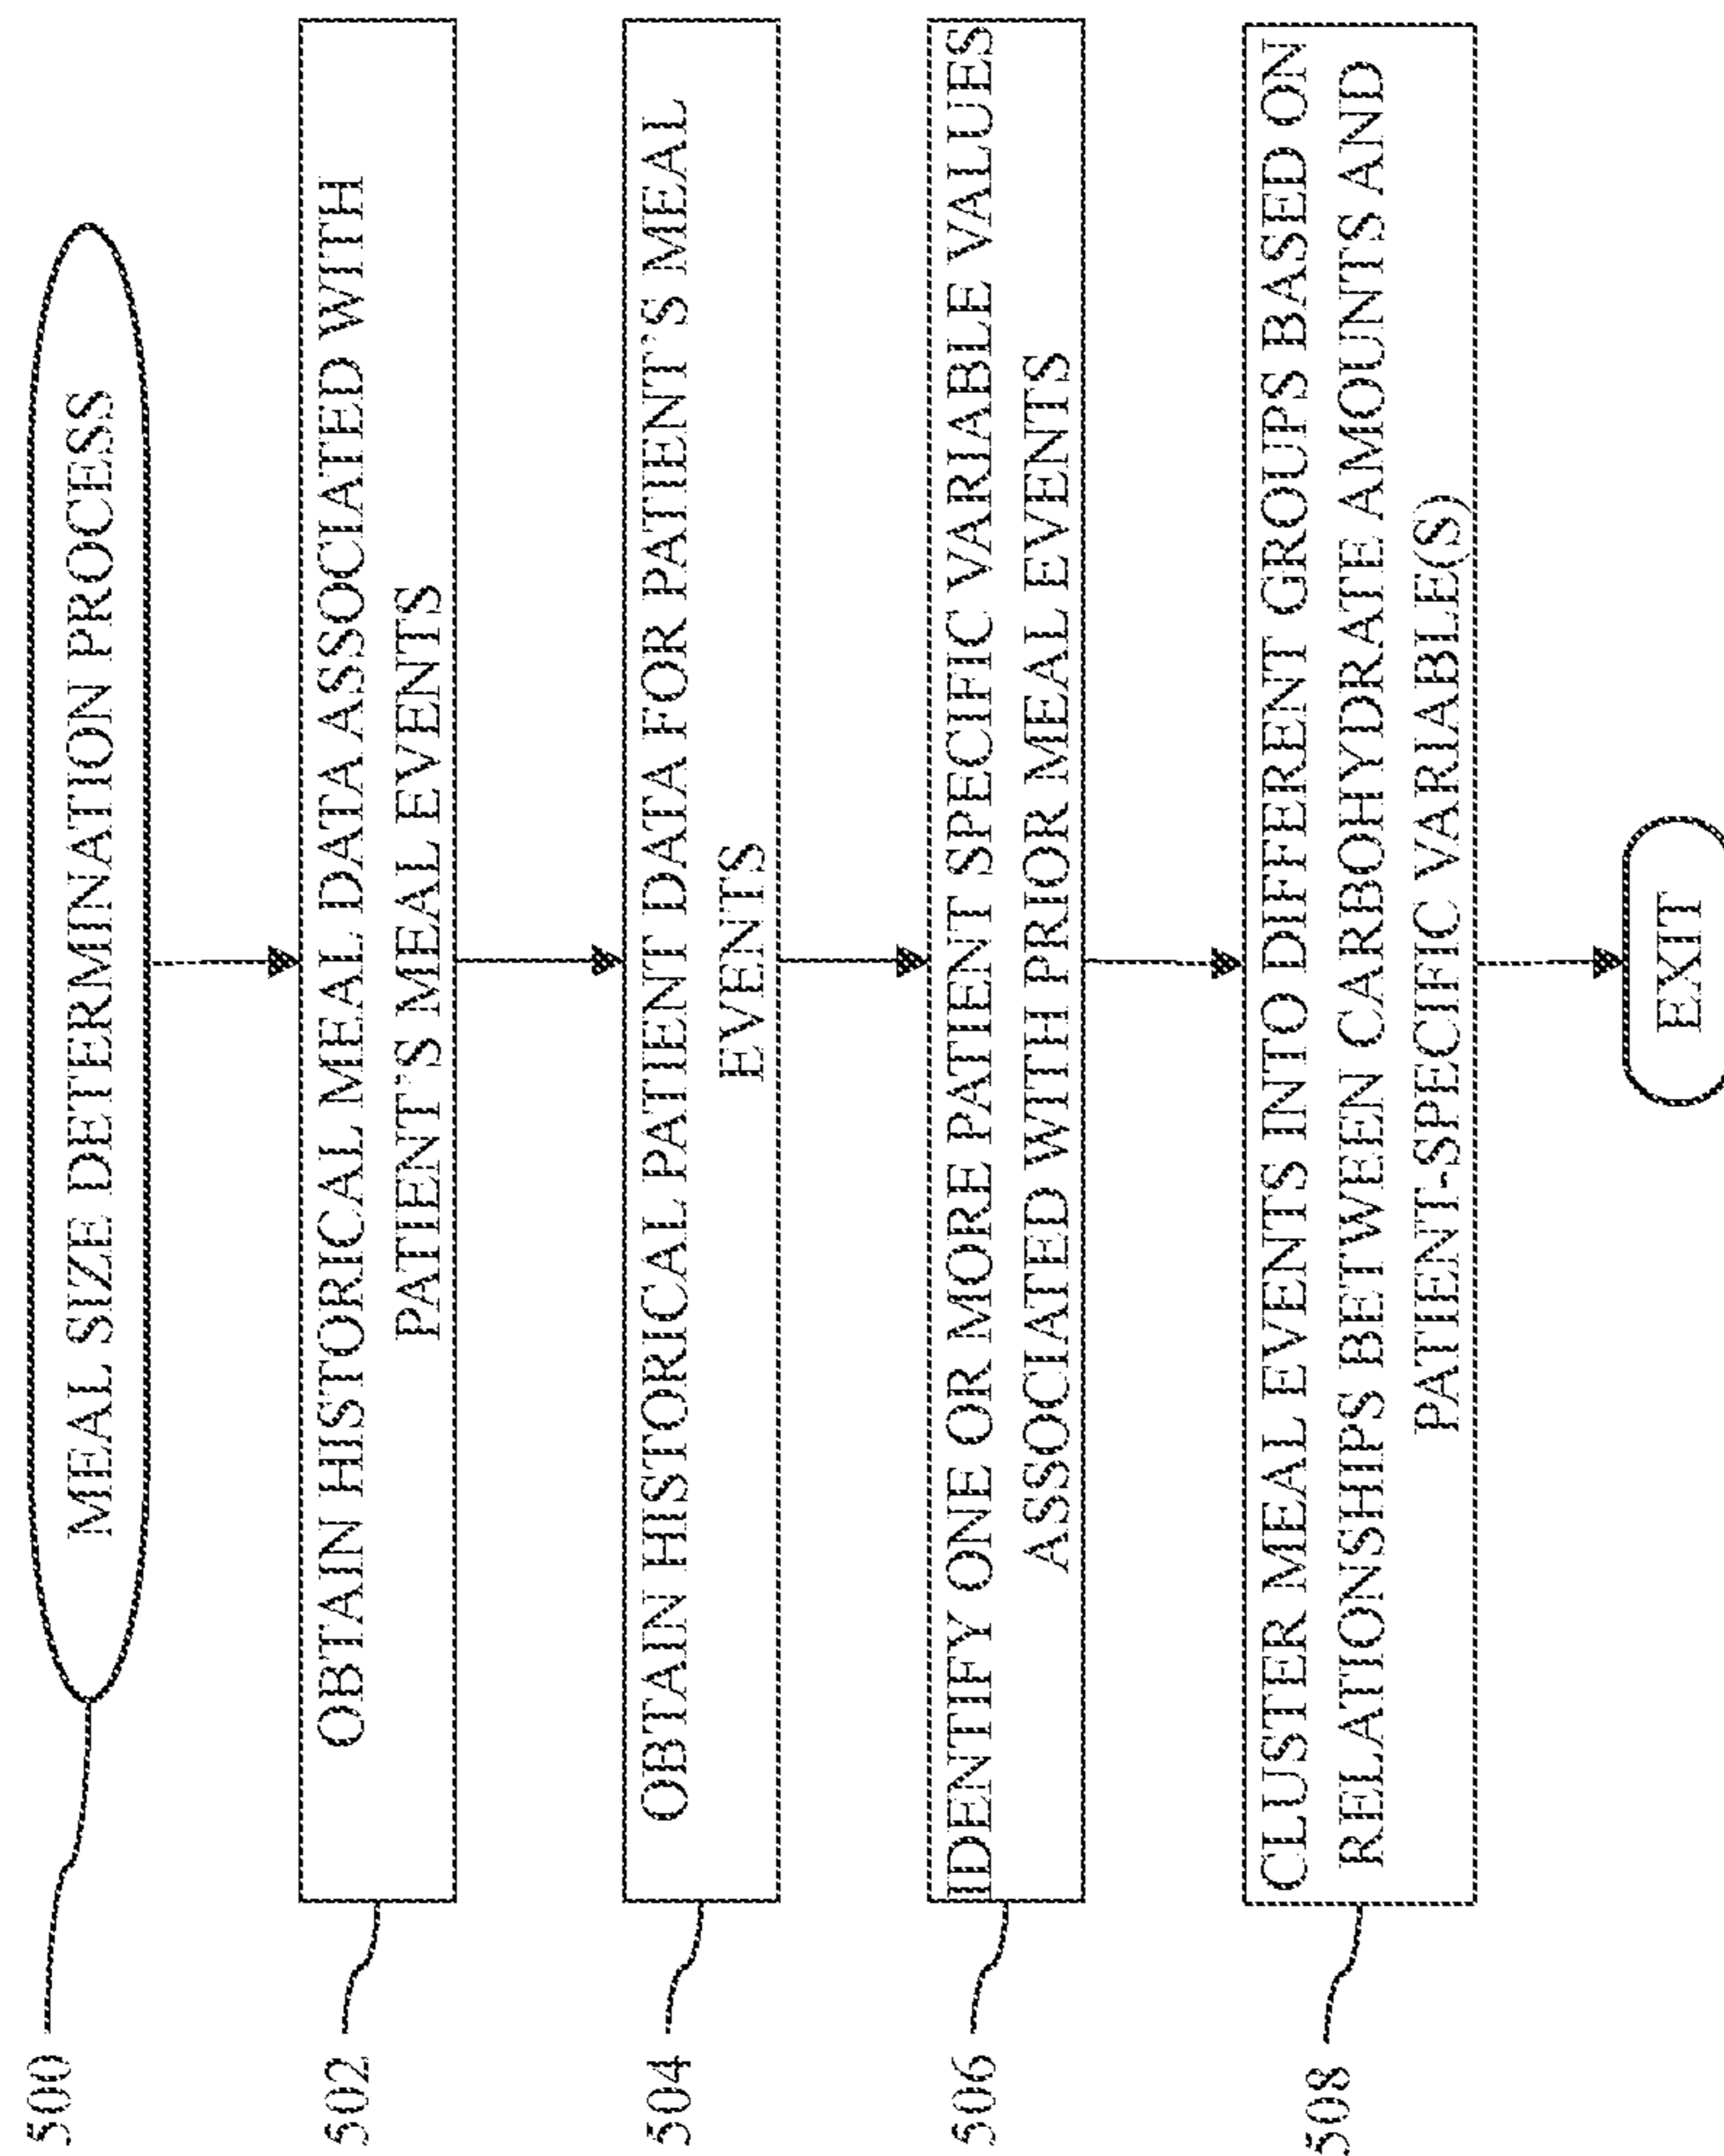 500
MEAL SIZE DETERMINATION PROCESS
502
OBTAIN HISTORICAL MEAL DATA ASSOCIATED WITH
PATIENT'S MEAL EVENTS
504
OBTAIN HISTORICAL PATIENT DATA FOR PATIENT'S MEAL
EVENTS
506
IDENTIFY ONE OR MORE PATIENT SPECIFIC VARIABLE VALUES
ASSOCIATED WITH PRIOR MEAL EVENTS
508
CLUSTER MEAL EVENTS INTO DIFFERENT GROUPS BASED ON
RELATIONSHIPS BETWEEN CARBOHYDRATE AMOUNTS AND
PATIENT-SPECIFIC VARIABLE(S)
EXIT